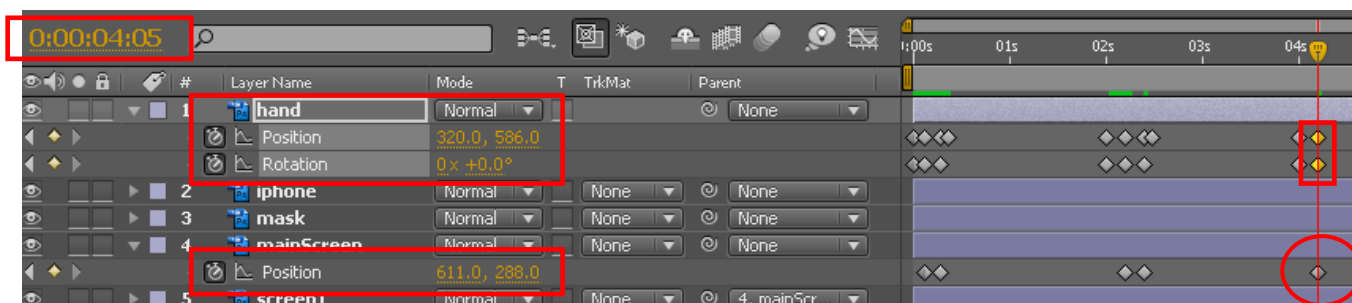 0:00:04:05
1:00s 01s 02s 03s 04s
# Layer Name Mode T TrkMat Parent
1 hand Normal None
Position 320.0, 586.0
Rotation 0x +0.0°
2 iphone Normal None None
3 mask Normal None None
4 mainScreen Normal None None
Position 611.0, 288.0
5 screen1 Normal None 4. mainScr